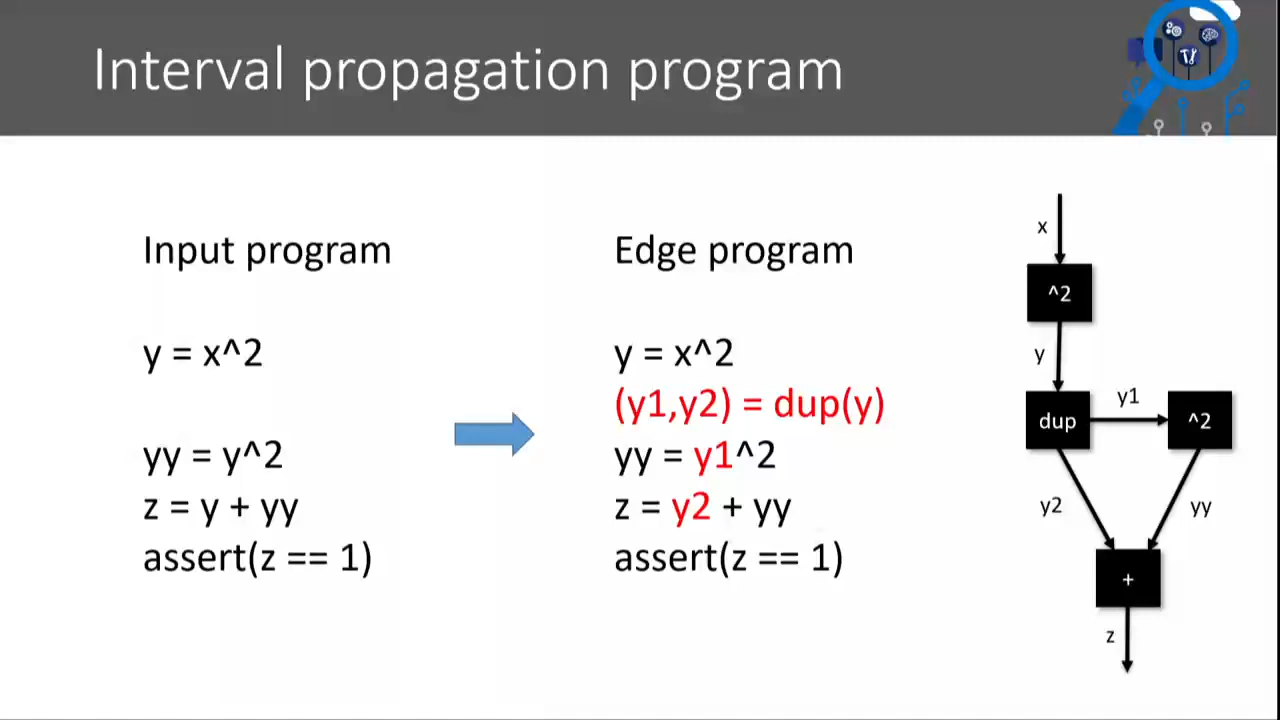 Interval propagation program
Input program
y = x^2
yy = y^2
z = y + yy
assert(z == 1)
Edge program
y = x^2
(y1,y2) = dup(y)
yy = y1^2
z = y2 + yy
assert(z == 1)
x
^2
y
dup
y1
^2
y2
yy
+
z